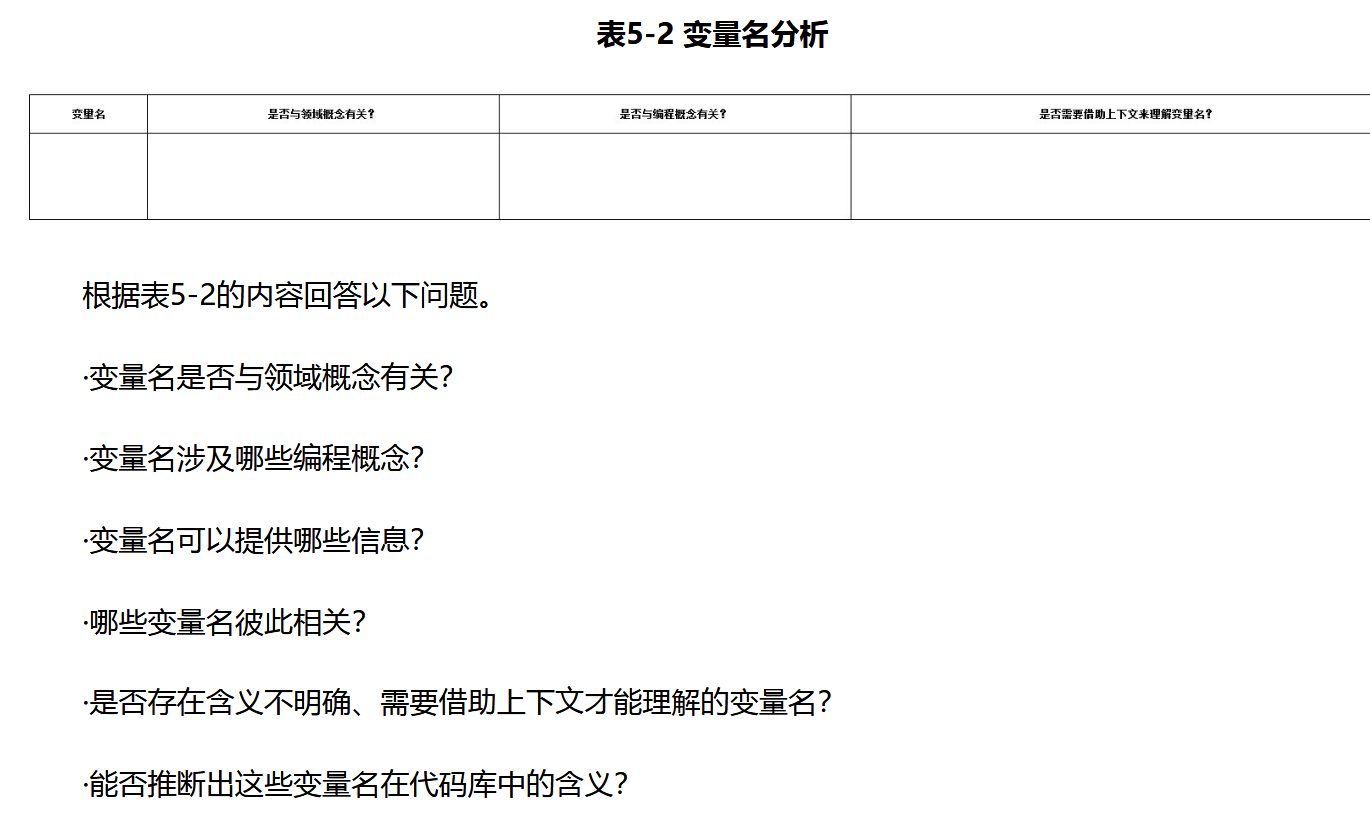 表5-2 变量名分析
变量名 是否与领域概念有关？ 是否与编程概念有关？ 是否需要借助上下文来理解变量名？
根据表5-2的内容回答以下问题。
·变量名是否与领域概念有关？
·变量名涉及哪些编程概念？
·变量名可以提供哪些信息？
·哪些变量名彼此相关？
·是否存在含义不明确、需要借助上下文才能理解的变量名？
·能否推断出这些变量名在代码库中的含义？